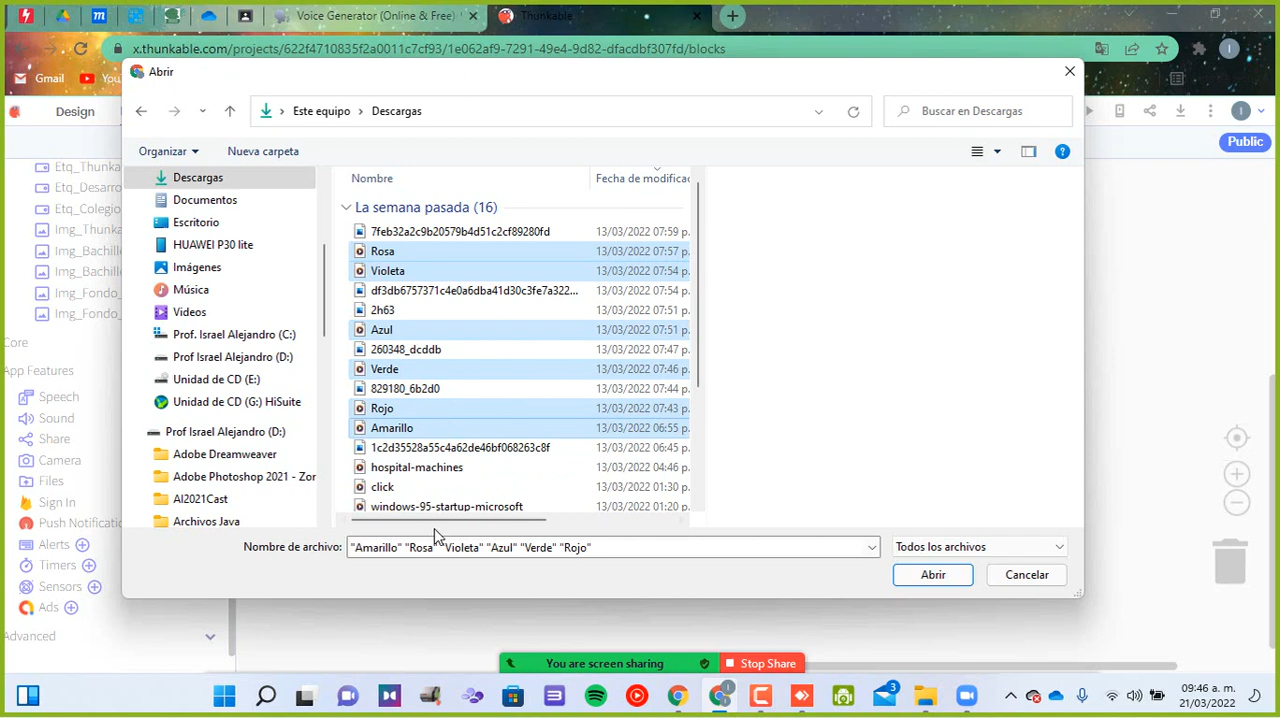 Voice Generator (Online & Free)
Thunkable
x.thunkable.com/projects/622f4710835f2a0011c7cf93/1e062af9-7291-49e4-9d82-dfacdbf307fd/blocks
Gmail
You
Abrir
Este equipo > Descargas
Buscar en Descargas
Organizar
Nueva carpeta
Design
Public
Etq_Thunka
Etq_Desarro
Etq_Colegio
Img_Thunka
Img_Bachille
Img_Bachille
Img_Fondo_
Img_Fondo_
Core
App Features
Speech
Sound
Share
Camera
Files
Sign In
Push Notificatio
Alerts
Timers
Sensors
Ads
Advanced
Descargas
Documentos
Escritorio
HUAWEI P30 lite
Imágenes
Música
Videos
Prof. Israel Alejandro (C:)
Prof Israel Alejandro (D:)
Unidad de CD (E:)
Unidad de CD (G:) HiSuite
Prof Israel Alejandro (D:)
Adobe Dreamweaver
Adobe Photoshop 2021 - Zor
AI2021Cast
Archivos Java
Nombre
Fecha de modificac
La semana pasada (16)
7feb32a2c9b20579b4e51c2cf89280fd 13/03/2022 07:59 p.
Rosa 13/03/2022 07:57 p.
Violeta 13/03/2022 07:54 p.
df3db6757371c4e0a6dba41d30c3fe7a322... 13/03/2022 07:54 p.
2h63 13/03/2022 07:51 p.
Azul 13/03/2022 07:51 p.
260348_dcddb 13/03/2022 07:47 p.
Verde 13/03/2022 07:46 p.
829180_6b2d0 13/03/2022 07:44 p.
Rojo 13/03/2022 07:43 p.
Amarillo 13/03/2022 06:55 p.
1c2d35528a55c4a62de46bf068263c8f 13/03/2022 06:45 p.
hospital-machines 13/03/2022 04:46 p.
click 13/03/2022 01:30 p.
windows-95-startup-microsoft 13/03/2022 01:20 p.
Nombre de archivo:
"Amarillo" "Rosa" "Violeta" "Azul" "Verde" "Rojo"
Todos los archivos
Abrir
Cancelar
You are screen sharing
Stop Share
3
09:46 a. m.
21/03/2022